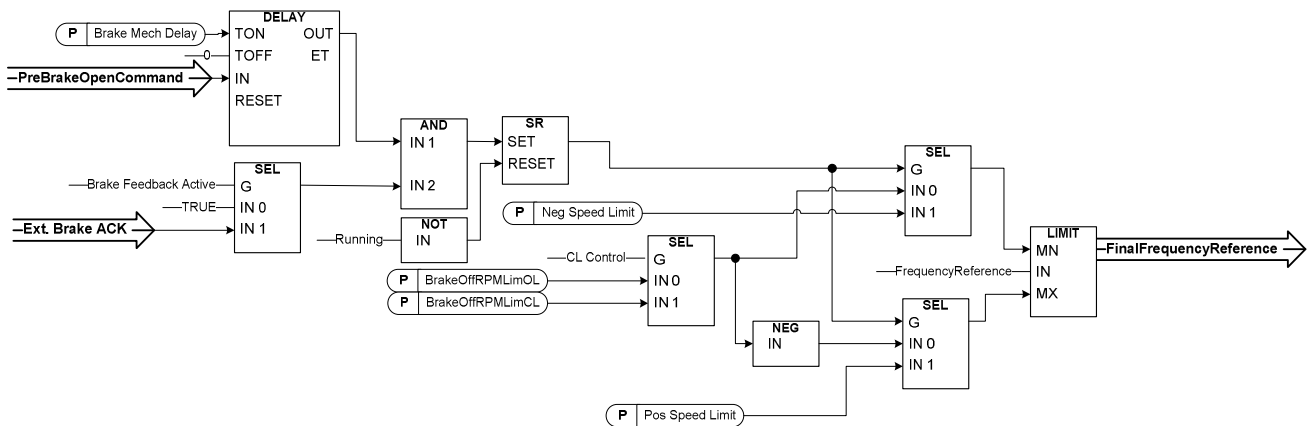 DELAY
P Brake Mech Delay
TON OUT
0 TOFF ET
PreBrakeOpenCommand
IN
RESET
AND
IN 1
IN 2
SR
SET
RESET
SEL
Brake Feedback Active
G
TRUE
IN 0
Ext. Brake ACK
IN 1
NOT
Running
IN
P Neg Speed Limit
SEL
G
IN 0
IN 1
SEL
CL Control
G
P BrakeOffRPMLimOL
IN 0
P BrakeOffRPMLimCL
IN 1
LIMIT
MN
FinalFrequencyReference
FrequencyReference
IN
MX
NEG
IN
SEL
G
IN 0
IN 1
P Pos Speed Limit